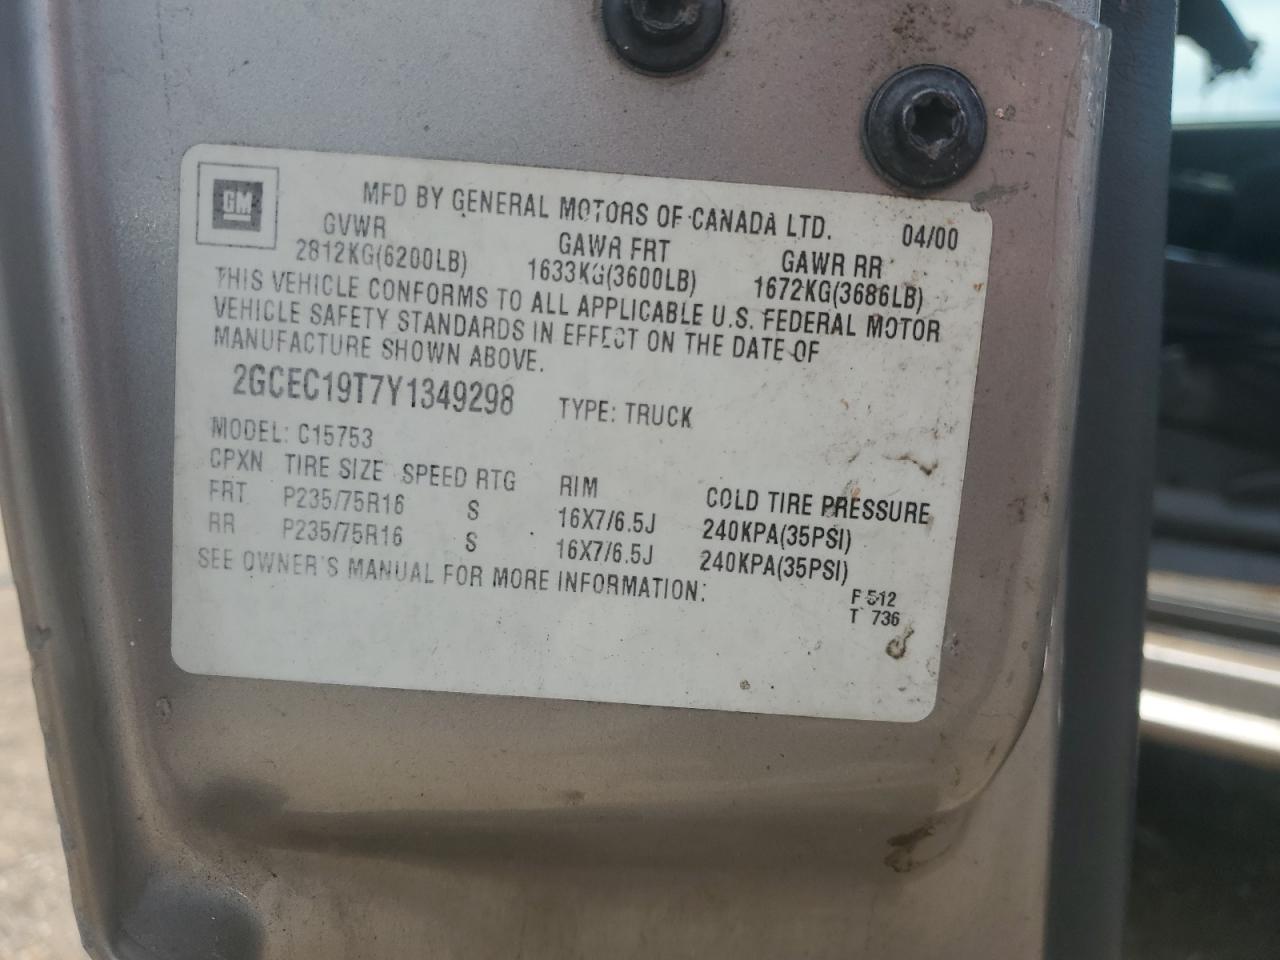 GM
MFD BY GENERAL MOTORS OF CANADA LTD.
04/00
GVWR GAWR FRT GAWR RR
2812KG(6200LB) 1633KG(3600LB) 1672KG(3686LB)
THIS VEHICLE CONFORMS TO ALL APPLICABLE U.S. FEDERAL MOTOR
VEHICLE SAFETY STANDARDS IN EFFECT ON THE DATE OF
MANUFACTURE SHOWN ABOVE.
2GCEC19T7Y1349298 TYPE: TRUCK
MODEL: C15753
CPXN TIRE SIZE SPEED RTG RIM COLD TIRE PRESSURE
FRT P235/75R16 S 16X7/6.5J 240KPA(35PSI)
RR P235/75R16 S 16X7/6.5J 240KPA(35PSI)
SEE OWNER'S MANUAL FOR MORE INFORMATION:
F 512
T 736